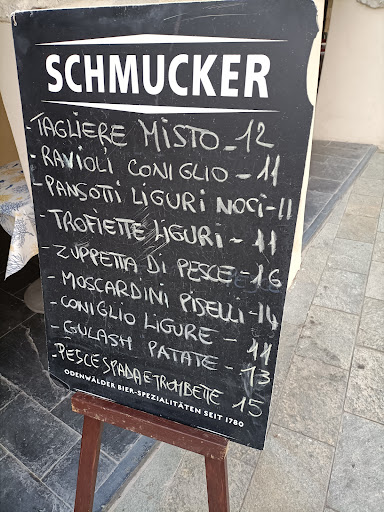 SCHMUCKER
-TAGLIERE MISTO-12
-RAVIOLI CONIGLIO-11
-PANSOTTI LIGURI NOCI-11
-TROFIETTE LIGURI-11
-ZUPPETTA DI PESCE-16
-MOSCARDINI PISELLI-14
-CONIGLIO LIGURE-11
-GULASH PATATE-13
-PESCE SPADA E TROMBETTE 15
ODENWÄLDER BIER-SPEZIALITÄTEN SEIT 1780